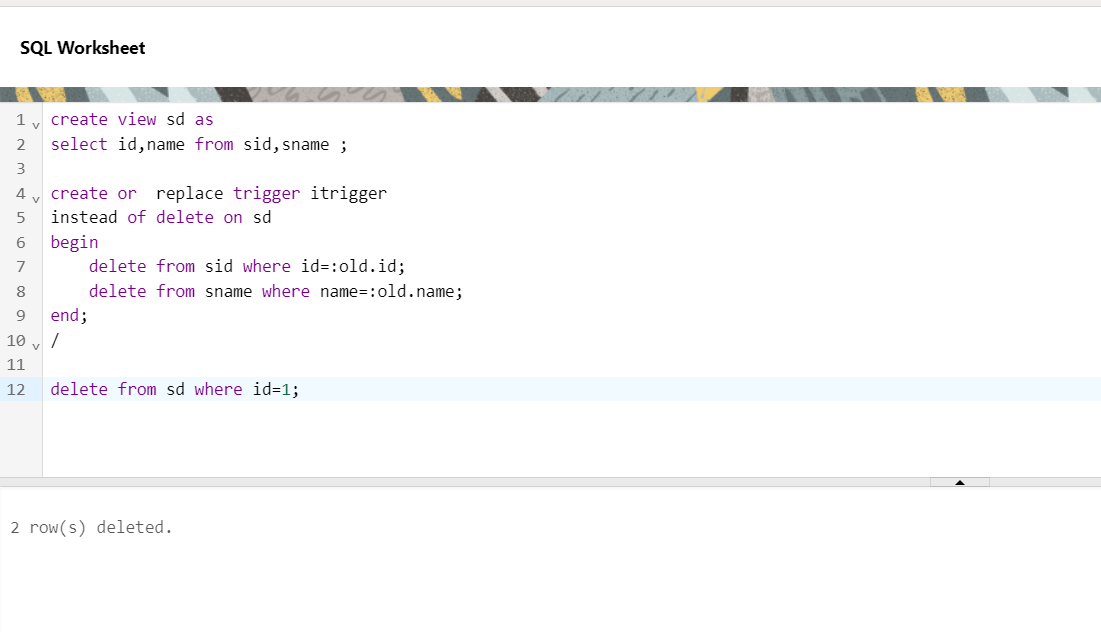 SQL Worksheet
1 create view sd as
2 select id,name from sid,sname ;
3
4 create or  replace trigger itrigger
5 instead of delete on sd
6 begin
7     delete from sid where id=:old.id;
8     delete from sname where name=:old.name;
9 end;
10 /
11
12 delete from sd where id=1;
2 row(s) deleted.